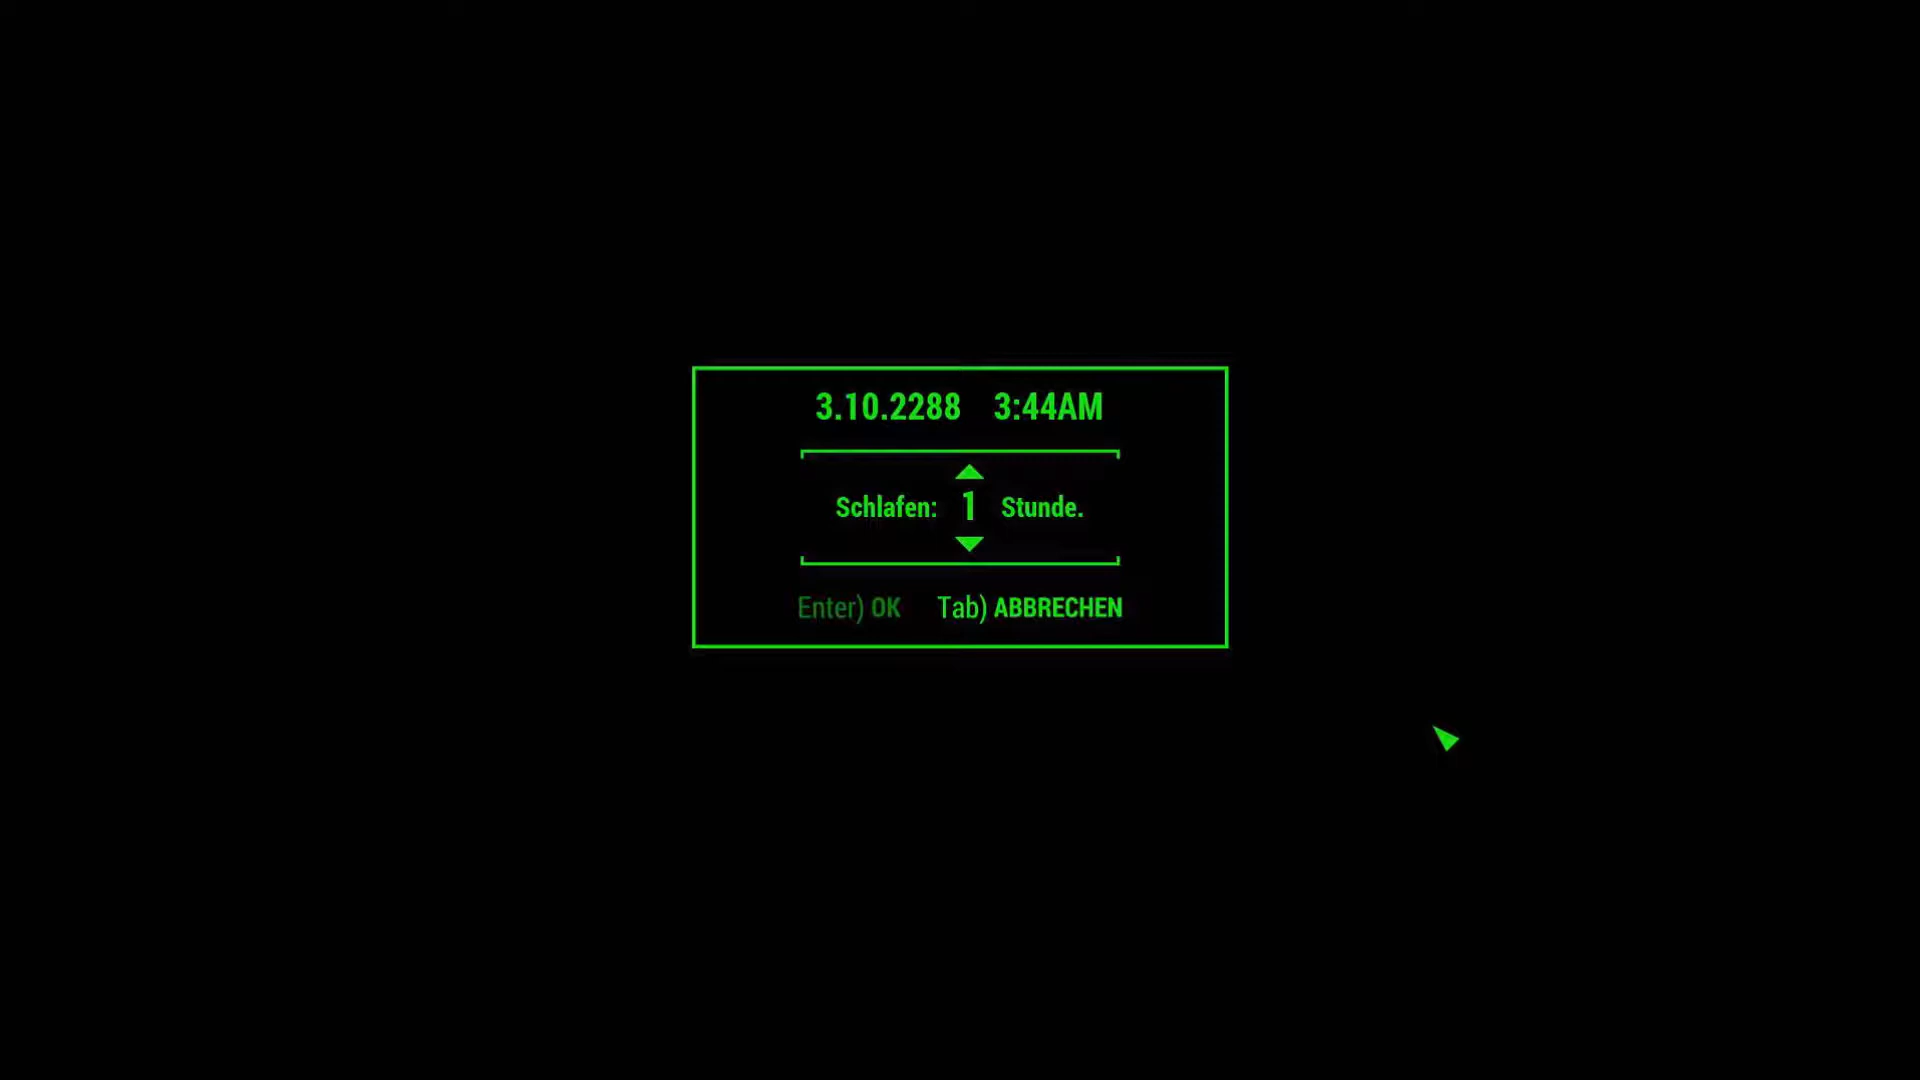 3.10.2288 3:44AM
Schlafen: 1 Stunde.
Enter) OK Tab) ABBRECHEN